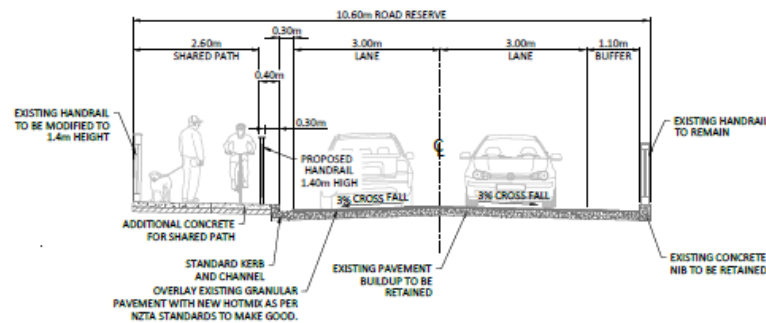 10.60m ROAD RESERVE
0.30m
2.60m
SHARED PATH
3.00m
LANE
3.00m
LANE
1.10m
BUFFER
0.40m
0.30m
EXISTING HANDRAIL
TO BE MODIFIED TO
1.4m HEIGHT
PROPOSED
HANDRAIL
1.40m HIGH
℄
EXISTING HANDRAIL
TO REMAIN
3% CROSS FALL
3% CROSS FALL
ADDITIONAL CONCRETE
FOR SHARED PATH
STANDARD KERB
AND CHANNEL
OVERLAY EXISTING GRANULAR
PAVEMENT WITH NEW HOTMIX AS PER
NZTA STANDARDS TO MAKE GOOD.
EXISTING PAVEMENT
BUILDUP TO BE
RETAINED
EXISTING CONCRETE
NIB TO BE RETAINED